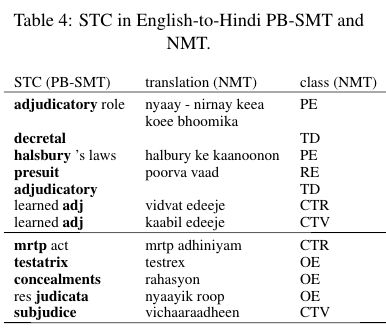 Table 4: STC in English-to-Hindi PB-SMT and
NMT.
STC (PB-SMT) translation (NMT) class (NMT)
adjudicatory role nyaay - nirnay keea PE
koee bhoomika
decretal TD
halsbury 's laws halbury ke kaanoonon PE
presuit poorva vaad RE
adjudicatory TD
learned adj vidvat edeeje CTR
learned adj kaabil edeeje CTV
mrtp act mrtp adhiniyam CTR
testatrix testrex OE
concealments rahasyon OE
res judicata nyaayik roop OE
subjudice vichaaraadheen CTV